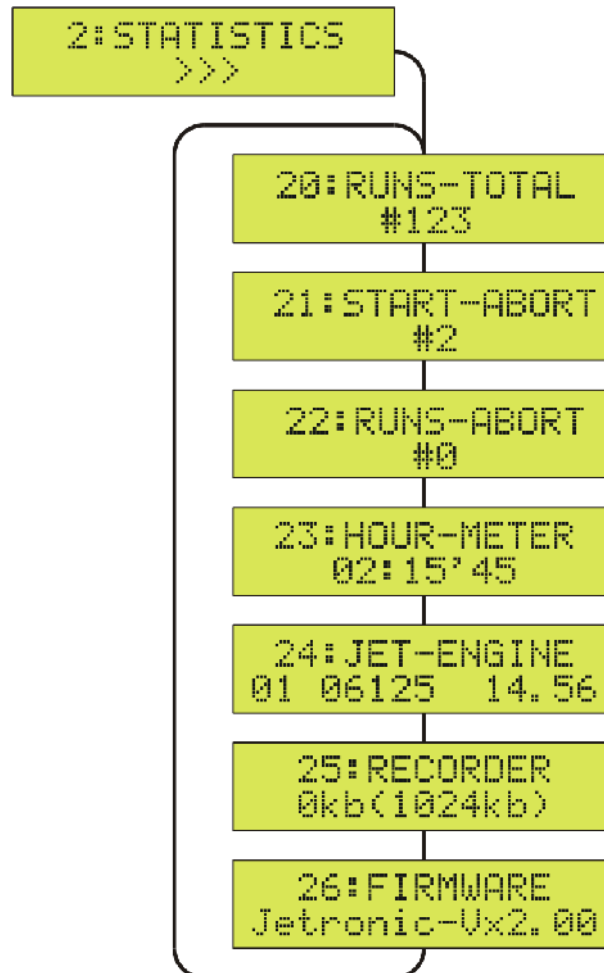 2:STATISTICS
>>>
20:RUNS-TOTAL
#123
21:START-ABORT
#2
22:RUNS-ABORT
#0
23:HOUR-METER
02:15'45
24:JET-ENGINE
01 06125 14.56
25:RECORDER
0kb(1024kb)
26:FIRMWARE
Jetronic-Vx2.00